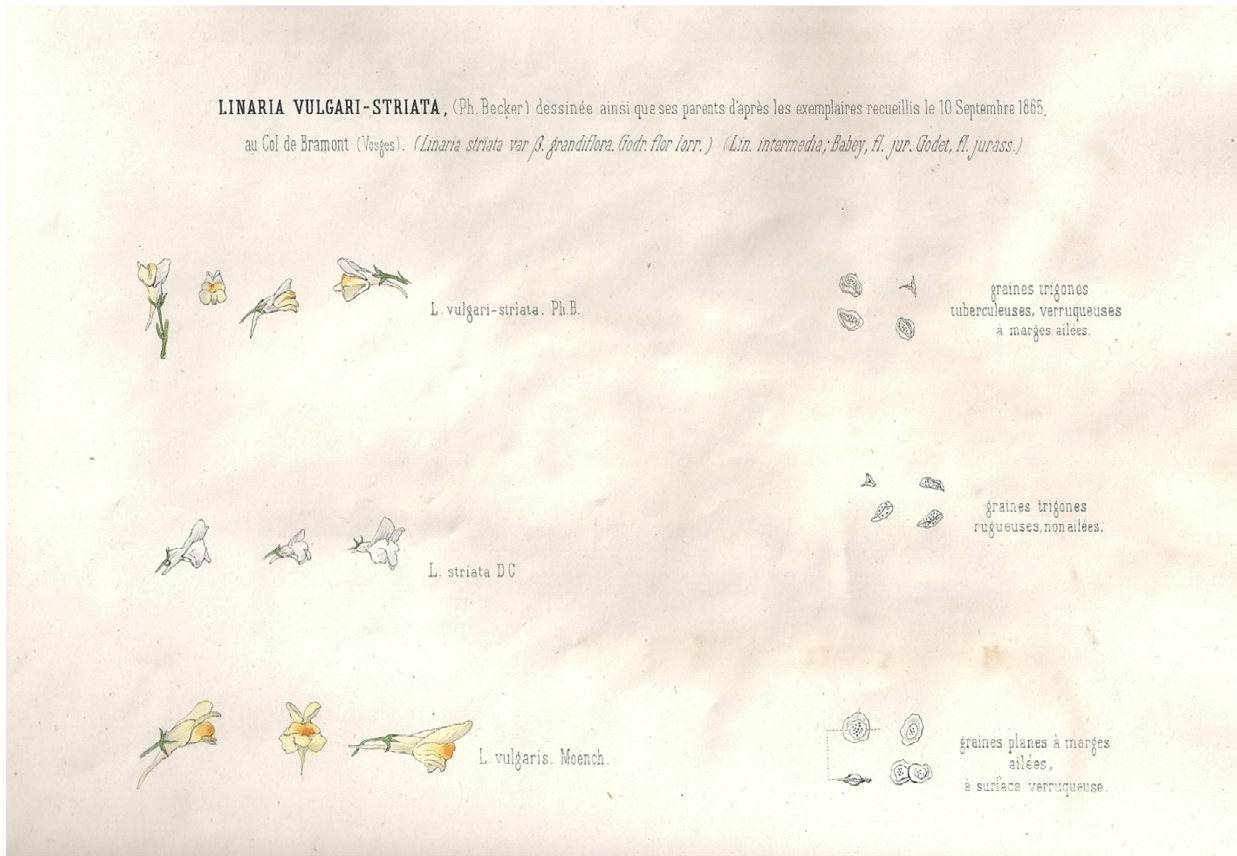 LINARIA VULGARI-STRIATA, (Ph. Becker) dessinée ainsi que ses parents d'après les exemplaires recueillis le 10 Septembre 1865,
au Col de Bramont (Vosges). (Linaria striata var β. grandiflora. Godr. flor lorr.) (Lin. intermedia; Babey, fl. jur. Godet, fl. jurass.)
L. vulgari-striata. Ph.B.
graines trigones
tuberculeuses, verruqueuses
à marges ailées.
L. striata DC
graines trigones
rugueuses, non ailées.
L. vulgaris. Moench.
graines planes à marges
ailées,
à surface verruqueuse.